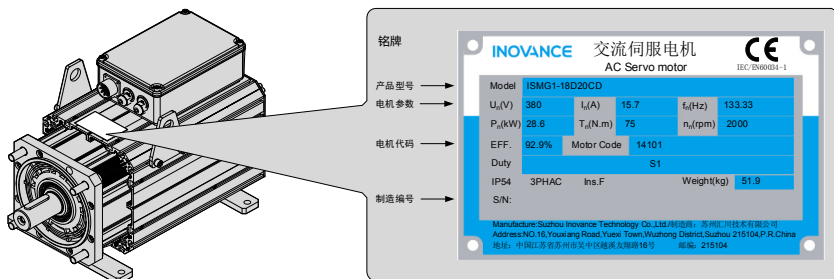 铭牌
INOVANCE 交流伺服电机
AC Servo motor
CE
IEC/EN60034-1
产品型号 Model ISMG1-18D20CD
电机参数 Un(V) 380 In(A) 15.7 fn(Hz) 133.33
Pn(kW) 28.6 Tn(N.m) 75 nn(rpm) 2000
电机代码 EFF. 92.9% Motor Code 14101
Duty S1
IP54 3PHAC Ins.F Weight(kg) 51.9
制造编号 S/N:
Manufacture:Suzhou Inovance Technology Co.,Ltd./制造商：苏州汇川技术有限公司
Address:NO.16,Youxiang Road,Yuexi Town,Wuzhong District,Suzhou 215104,P.R.China
地址：中国江苏省苏州市吴中区越溪友翔路16号 邮编：215104